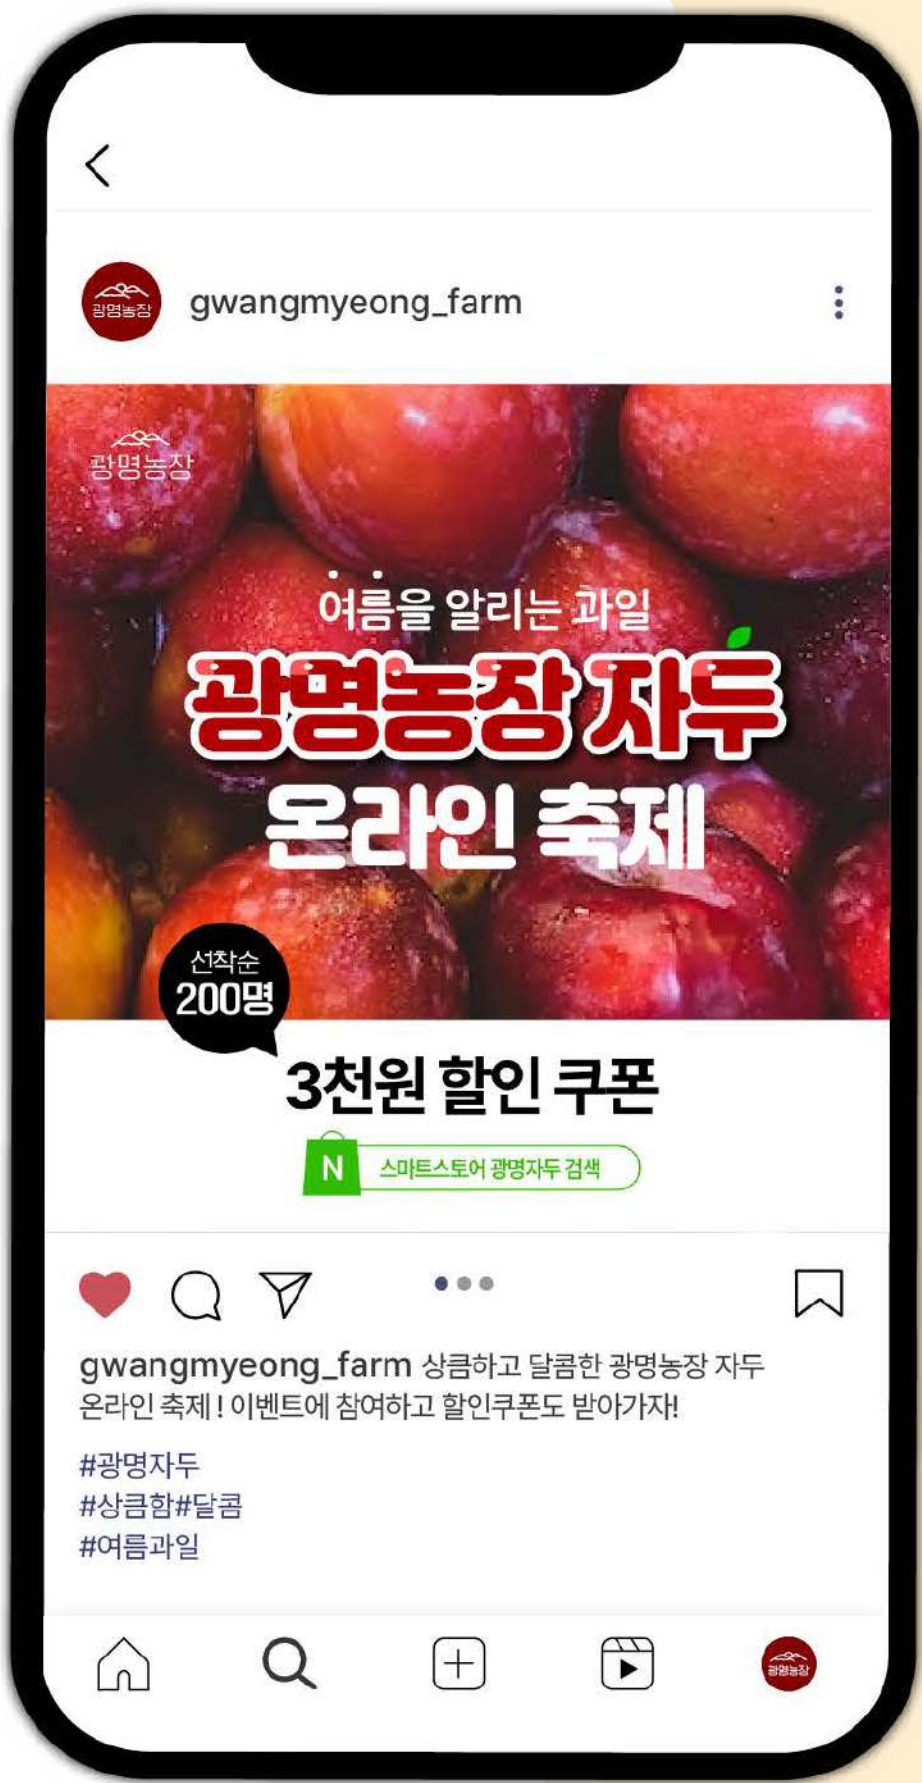 광명농장
gwangmyeong_farm
광명농장
여름을 알리는 과일
광명농장 자두
온라인 축제
선착순
200명
3천원 할인 쿠폰
N 스마트스토어 광명자두 검색
gwangmyeong_farm 상큼하고 달콤한 광명농장 자두
온라인 축제 ! 이벤트에 참여하고 할인쿠폰도 받아가자!
#광명자두
#상큼함#달콤
#여름과일
광명농장